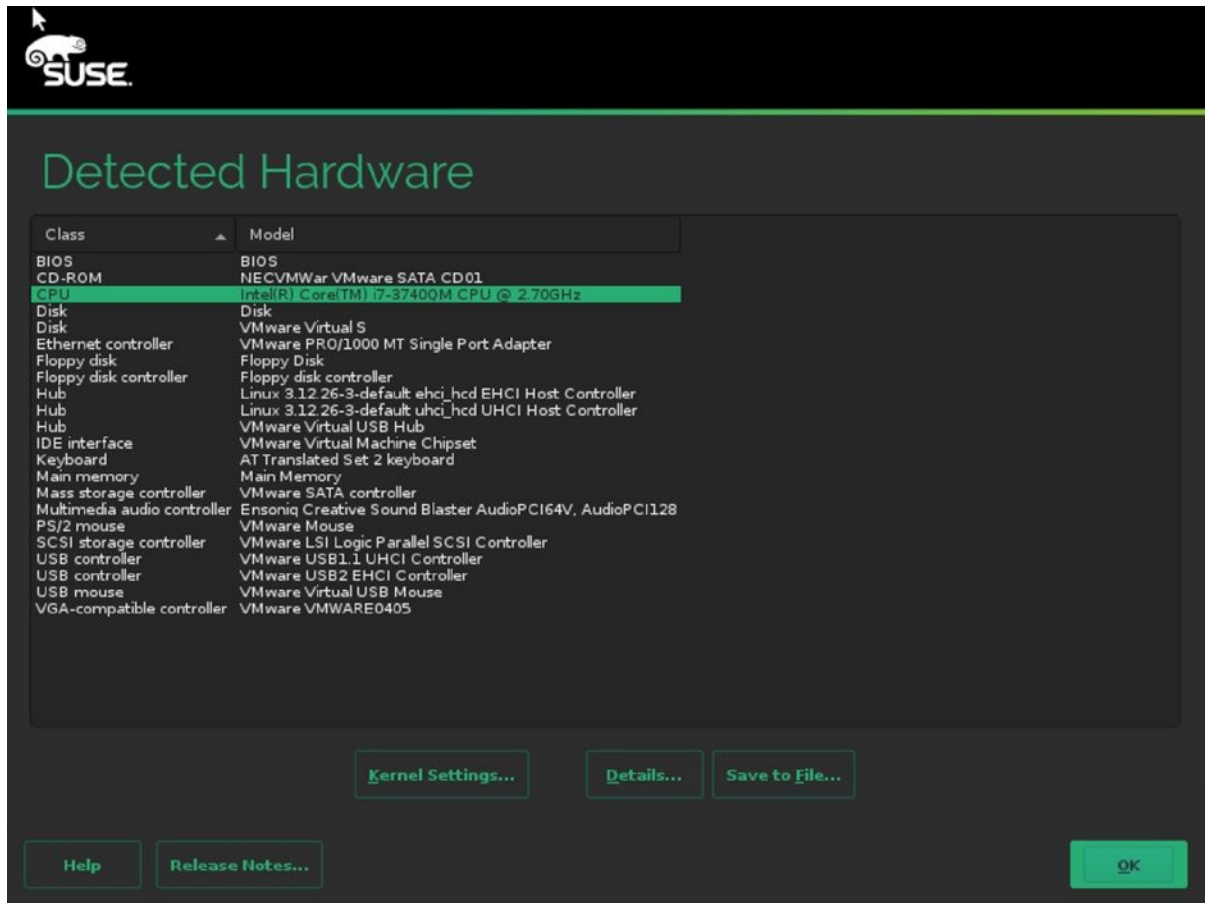 SUSE.
Detected Hardware
Class Model
BIOS BIOS
CD-ROM NECVMWar VMware SATA CD01
CPU Intel(R) Core(TM) i7-3740QM CPU @ 2.70GHz
Disk Disk
Disk VMware Virtual S
Ethernet controller VMware PRO/1000 MT Single Port Adapter
Floppy disk Floppy Disk
Floppy disk controller Floppy disk controller
Hub Linux 3.12.26-3-default ehci_hcd EHCI Host Controller
Hub Linux 3.12.26-3-default uhci_hcd UHCI Host Controller
Hub VMware Virtual USB Hub
IDE interface VMware Virtual Machine Chipset
Keyboard AT Translated Set 2 keyboard
Main memory Main Memory
Mass storage controller VMware SATA controller
Multimedia audio controller Ensoniq Creative Sound Blaster AudioPCI64V, AudioPCI128
PS/2 mouse VMware Mouse
SCSI storage controller VMware LSI Logic Parallel SCSI Controller
USB controller VMware USB1.1 UHCI Controller
USB controller VMware USB2 EHCI Controller
USB mouse VMware Virtual USB Mouse
VGA-compatible controller VMware VMWARE0405
Kernel Settings... Details... Save to File...
Help Release Notes... OK